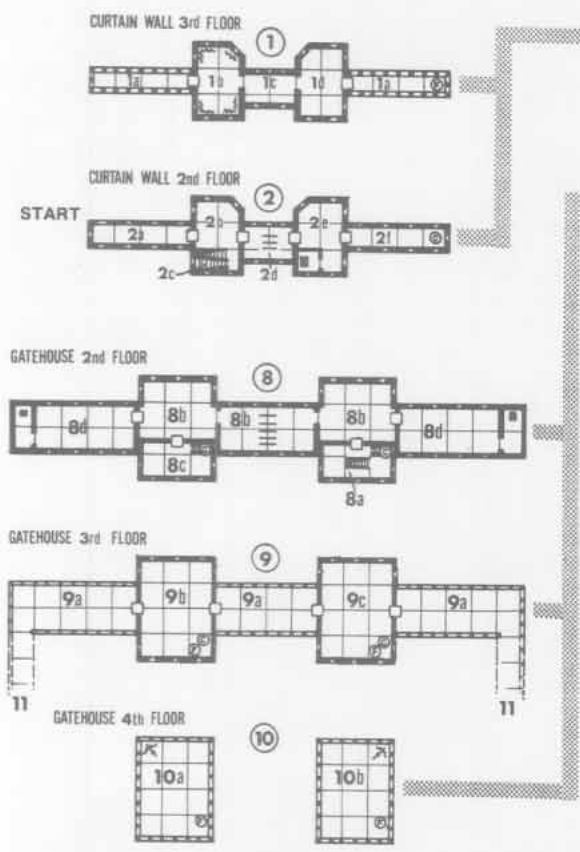 CURTAIN WALL 3rd FLOOR
1
1a 1b 1c 1d 1a F
CURTAIN WALL 2nd FLOOR
2
START
2a 2b 2e 2f C
2c 2d
GATEHOUSE 2nd FLOOR
8
8d 8b 8b 8b 8d
8c C 8a C
GATEHOUSE 3rd FLOOR
9
9a 9b 9a 9c 9a
F C F C
11 11
GATEHOUSE 4th FLOOR
10
10a 10b
F F